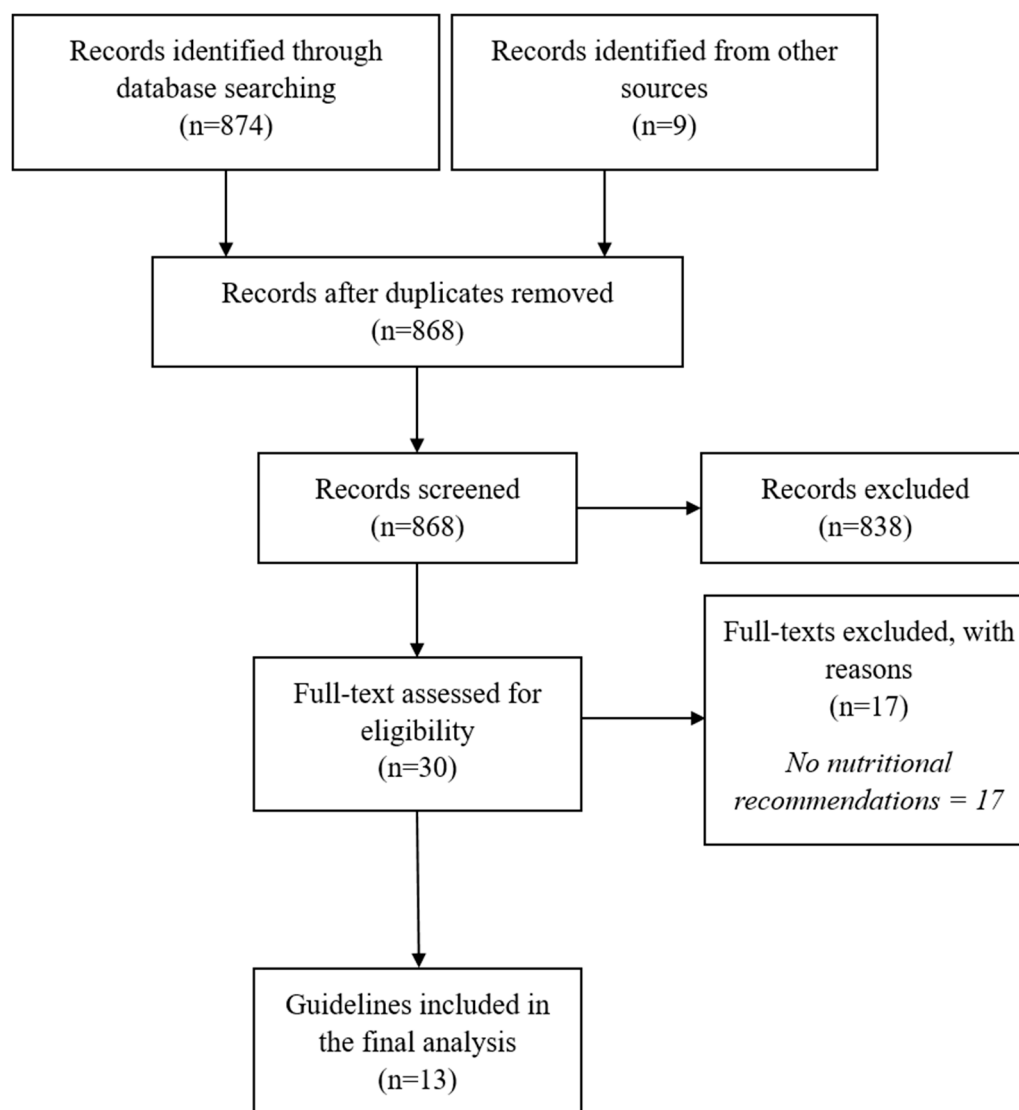 Records identified through
database searching
(n=874)
Records identified from other
sources
(n=9)
Records after duplicates removed
(n=868)
Records screened
(n=868)
Records excluded
(n=838)
Full-text assessed for
eligibility
(n=30)
Full-texts excluded, with
reasons
(n=17)
No nutritional
recommendations = 17
Guidelines included in
the final analysis
(n=13)